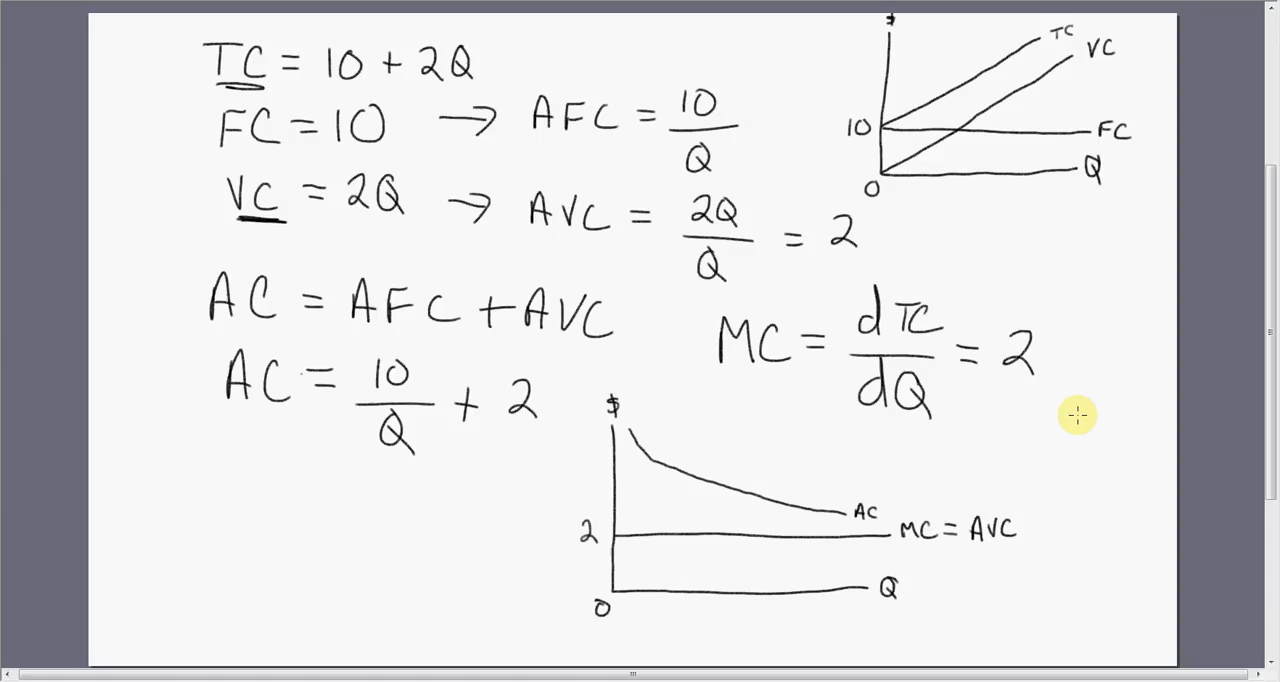 TC = 10 + 2Q
FC = 10 → AFC = 10/Q
VC = 2Q → AVC = 2Q/Q = 2
AC = AFC + AVC
AC = 10/Q + 2
MC = dTC/dQ = 2
$
TC
VC
10
FC
0
Q
$
AC
2
MC = AVC
Q
0